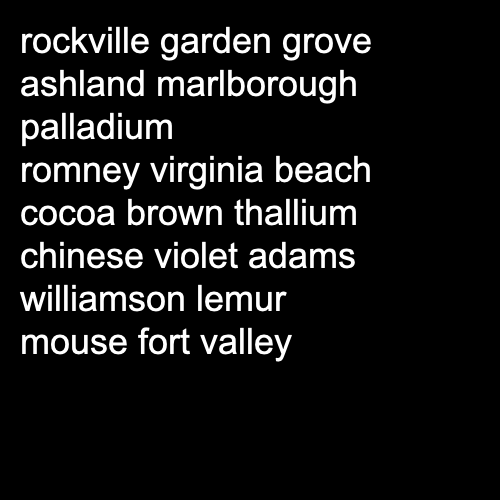 rockville garden grove
ashland marlborough
palladium
romney virginia beach
cocoa brown thallium
chinese violet adams
williamson lemur
mouse fort valley